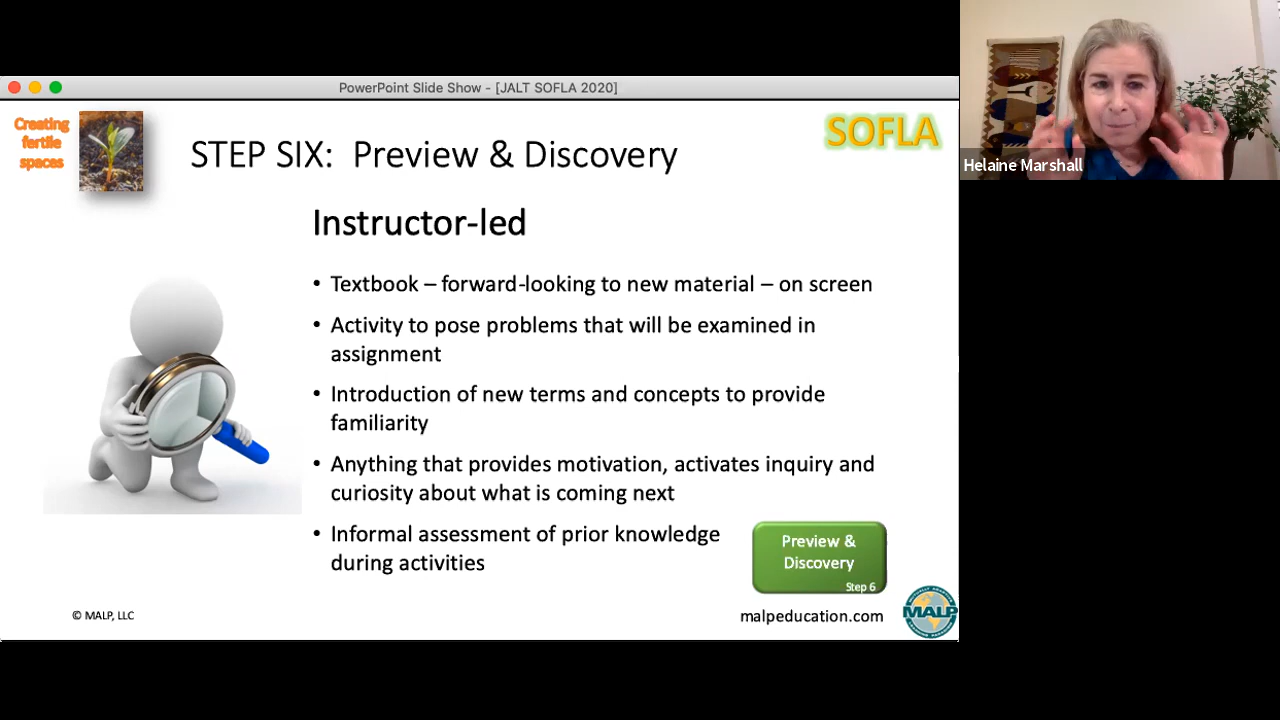 PowerPoint Slide Show - [JALT SOFLA 2020]
Creating
fertile
spaces
STEP SIX: Preview & Discovery
SOFLA
Helaine Marshall
Instructor-led
• Textbook – forward-looking to new material – on screen
• Activity to pose problems that will be examined in
assignment
• Introduction of new terms and concepts to provide
familiarity
• Anything that provides motivation, activates inquiry and
curiosity about what is coming next
• Informal assessment of prior knowledge
during activities
Preview &
Discovery
Step 6
© MALP, LLC
malpeducation.com
MALP